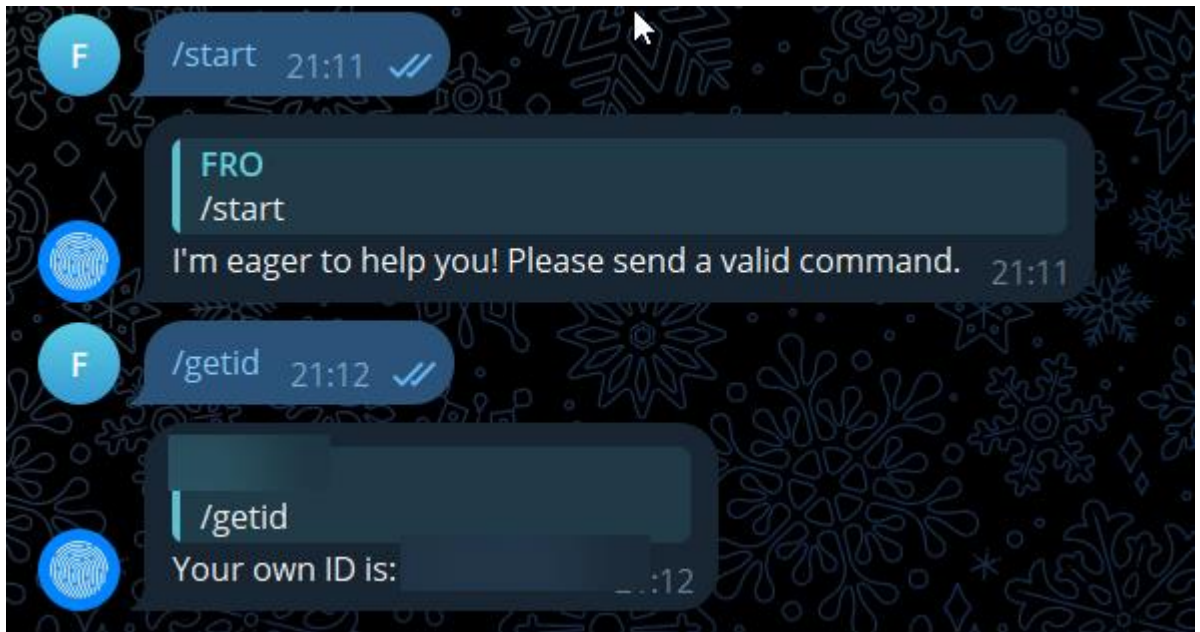 F
/start 21:11
FRO
/start
I'm eager to help you! Please send a valid command. 21:11
F
/getid 21:12
/getid
Your own ID is: :12